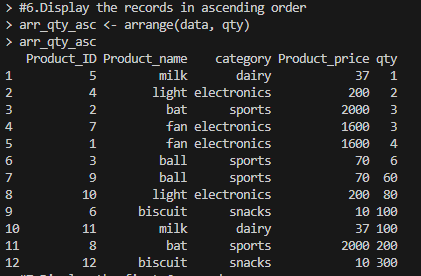 > #6.Display the records in ascending order
> arr_qty_asc <- arrange(data, qty)
> arr_qty_asc
Product_ID Product_name category Product_price qty
1 5 milk dairy 37 1
2 4 light electronics 200 2
3 2 bat sports 2000 3
4 7 fan electronics 1600 3
5 1 fan electronics 1600 4
6 3 ball sports 70 6
7 9 ball sports 70 60
8 10 light electronics 200 80
9 6 biscuit snacks 10 100
10 11 milk dairy 37 100
11 8 bat sports 2000 200
12 12 biscuit snacks 10 300